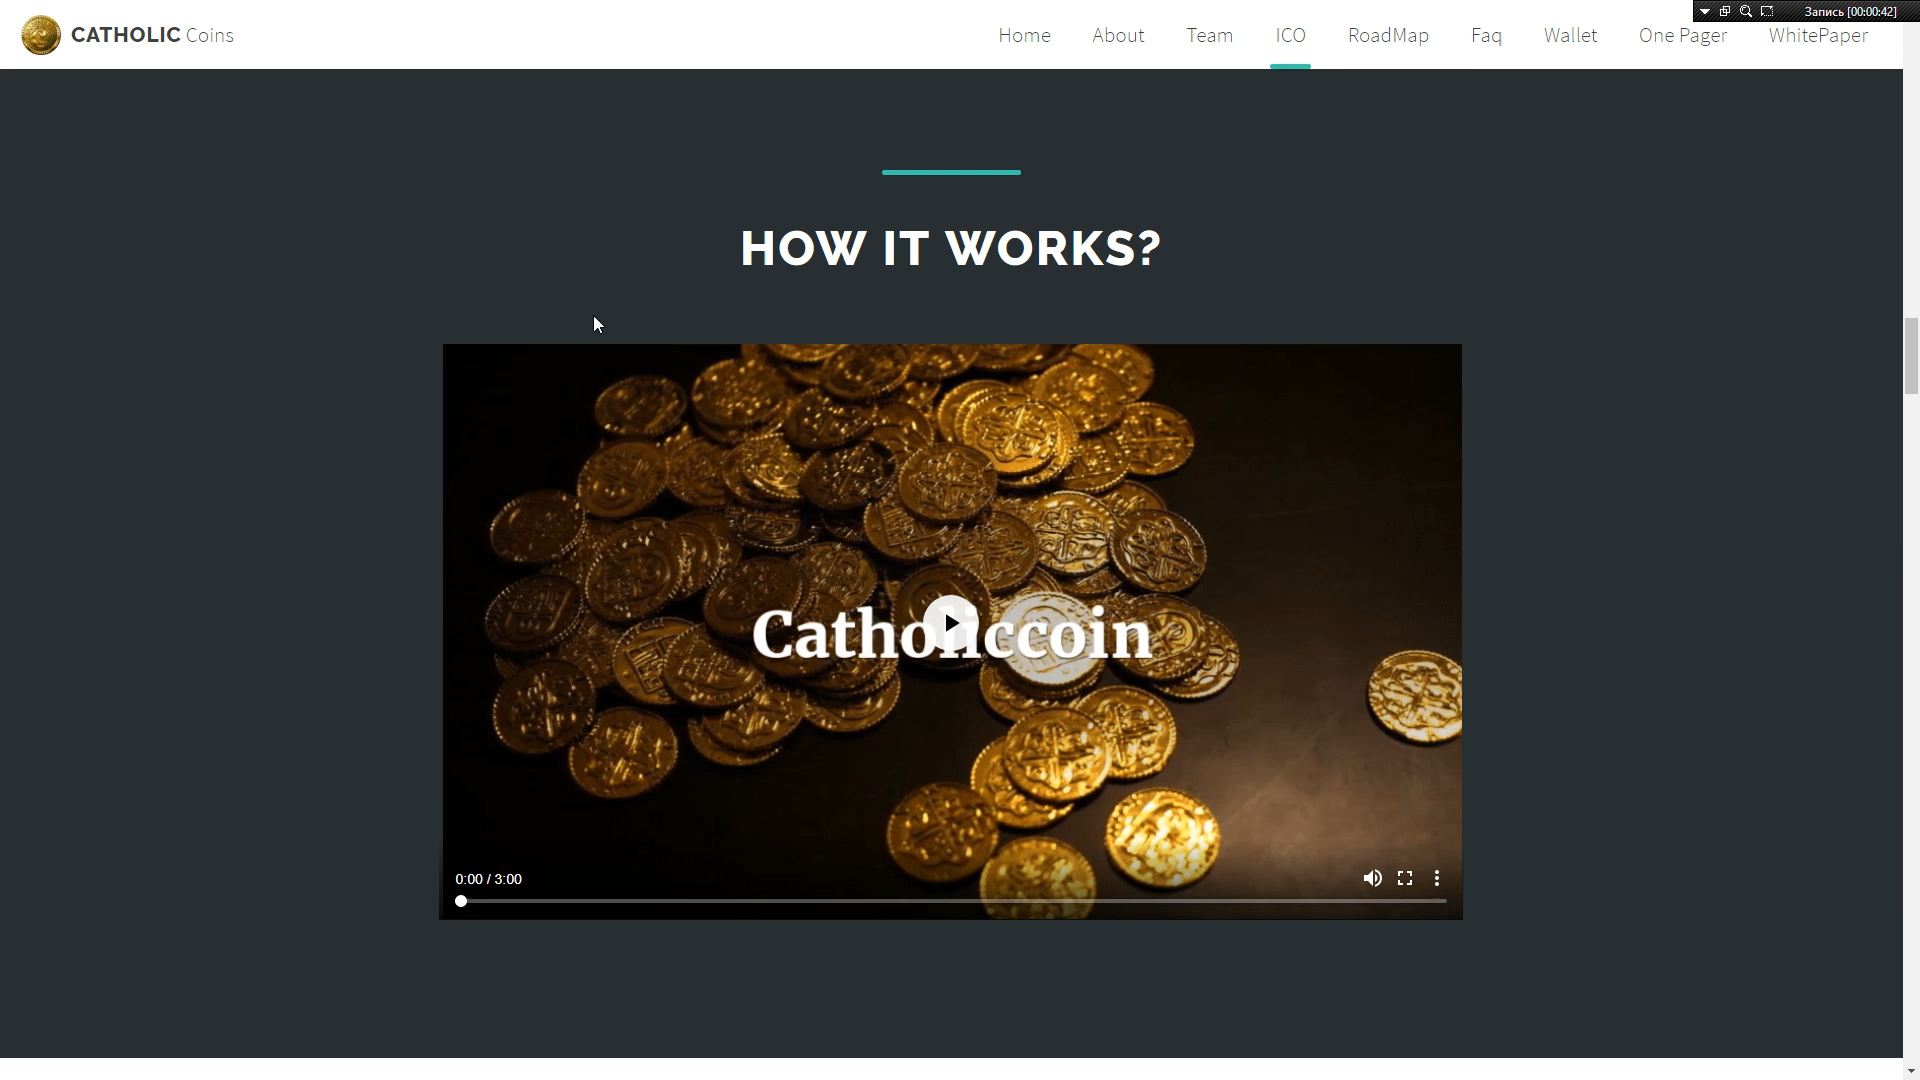 Запись [00:00:42]
CATHOLIC Coins
Home About Team ICO RoadMap Faq Wallet One Pager WhitePaper
HOW IT WORKS?
Catholiccoin
0:00 / 3:00